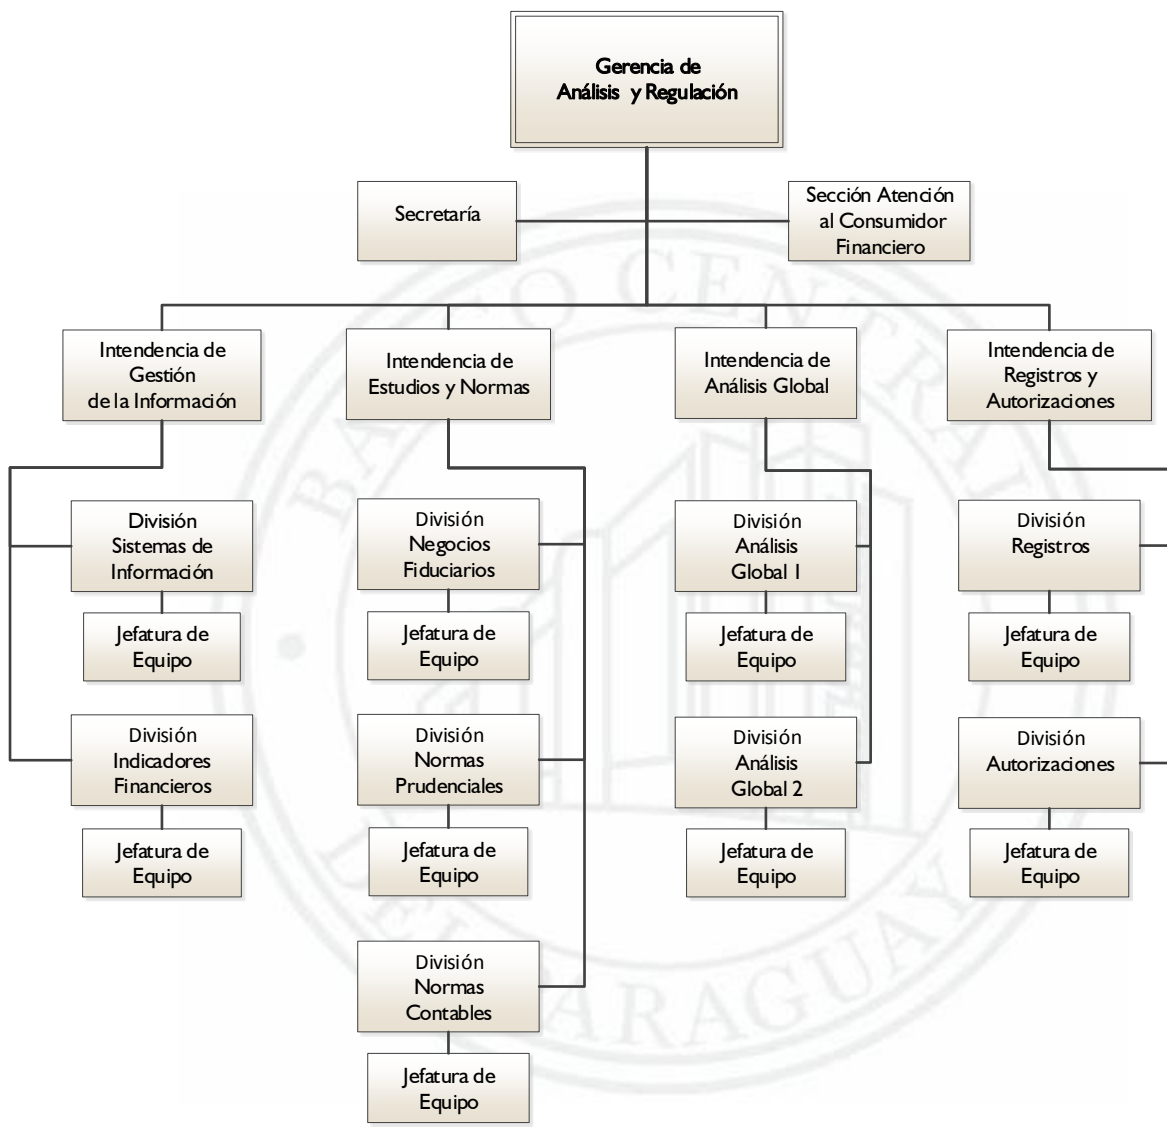 Gerencia de
Análisis y Regulación
Secretaría
Sección Atención
al Consumidor
Financiero
Intendencia de
Gestión
de la Información
Intendencia de
Estudios y Normas
Intendencia de
Análisis Global
Intendencia de
Registros y
Autorizaciones
División
Sistemas de
Información
División
Negocios
Fiduciarios
División
Análisis
Global 1
División
Registros
Jefatura de
Equipo
Jefatura de
Equipo
Jefatura de
Equipo
Jefatura de
Equipo
División
Indicadores
Financieros
División
Normas
Prudenciales
División
Análisis
Global 2
División
Autorizaciones
Jefatura de
Equipo
Jefatura de
Equipo
Jefatura de
Equipo
Jefatura de
Equipo
División
Normas
Contables
Jefatura de
Equipo
BANCO CENTRAL
DEL PARAGUAY